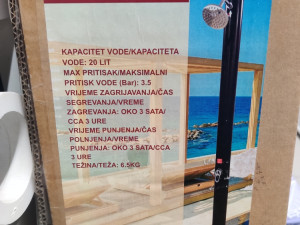 KAPACITET VODE/KAPACITETA
VODE: 20 LIT
MAX PRITISAK/MAKSIMALNI
PRITISK VODE (Bar): 3.5
VRIJEME ZAGRIJAVANJA/ČAS
SEGREVANJA/VREME
ZAGREVANJA: OKO 3 SATA/
CCA 3 URE
VRIJEME PUNJENJA/ČAS
POLNJENJA/VREME
PUNJENJA: OKO 3 SATA/CCA
3 URE
TEŽINA/TEŽA: 6.5KG